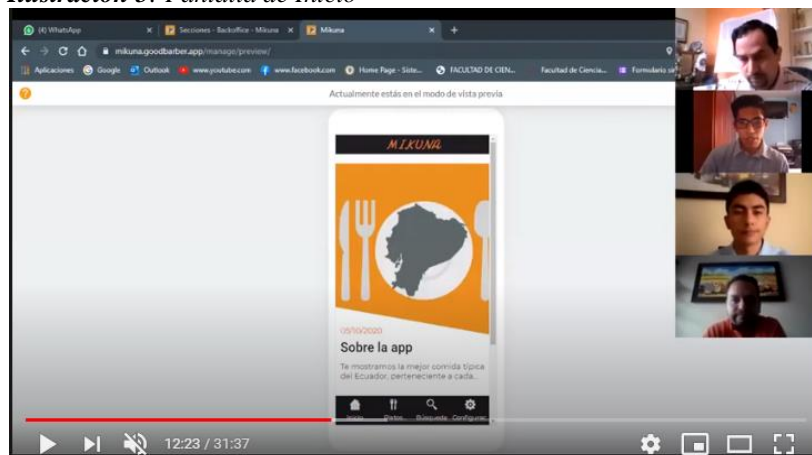 Ilustración 3: Pantalla de Inicio
(4) WhatsApp
Secciones - Backoffice - Mikuna
Mikuna
mikuna.goodbarber.app/manage/preview/
Aplicaciones
Google
Outlook
www.youtube.com
www.facebook.com
Home Page - Siste...
FACULTAD DE CIEN...
Facultad de Ciencia...
Formulario
Actualmente estás en el modo de vista previa
MIKUNA
05/10/2020
Sobre la app
Te mostramos la mejor comida típica
del Ecuador, perteneciente a cada...
Inicio
Platos
Búsqueda
Configurac...
12:23 / 31:37